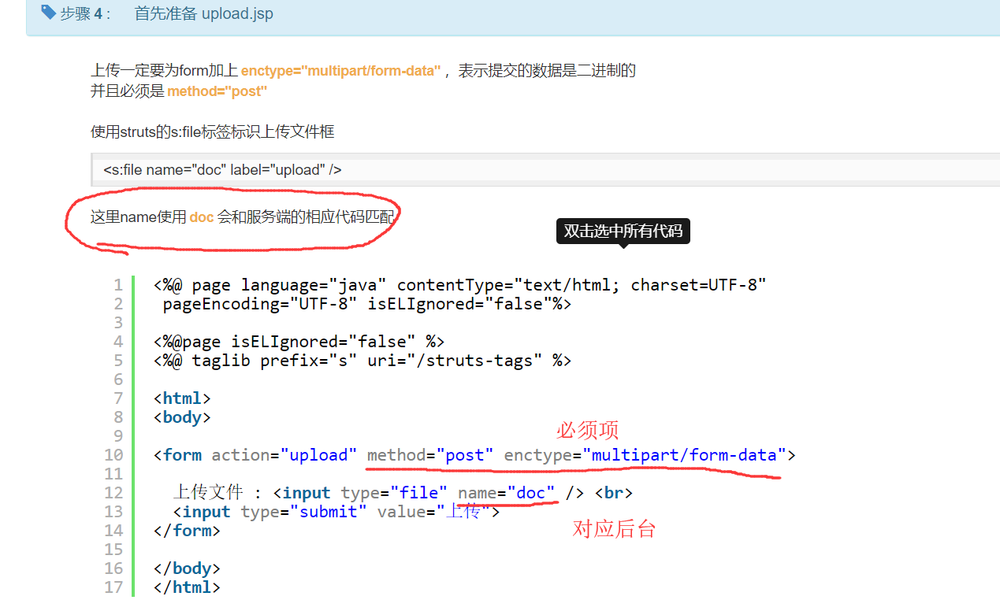 步骤 4 : 首先准备 upload.jsp
上传一定要为form加上 enctype="multipart/form-data" ，表示提交的数据是二进制的
并且必须是 method="post"
使用struts的s:file标签标识上传文件框
<s:file name="doc" label="upload" />
这里name使用 doc 会和服务端的相应代码匹配
双击选中所有代码
1 <%@ page language="java" contentType="text/html; charset=UTF-8"
2 pageEncoding="UTF-8" isELIgnored="false"%>
3
4 <%@page isELIgnored="false" %>
5 <%@ taglib prefix="s" uri="/struts-tags" %>
6
7 <html>
8 <body>
9
必须项
10 <form action="upload" method="post" enctype="multipart/form-data">
11
12 上传文件 : <input type="file" name="doc" /> <br>
13 <input type="submit" value="上传">
对应后台
14 </form>
15
16 </body>
17 </html>